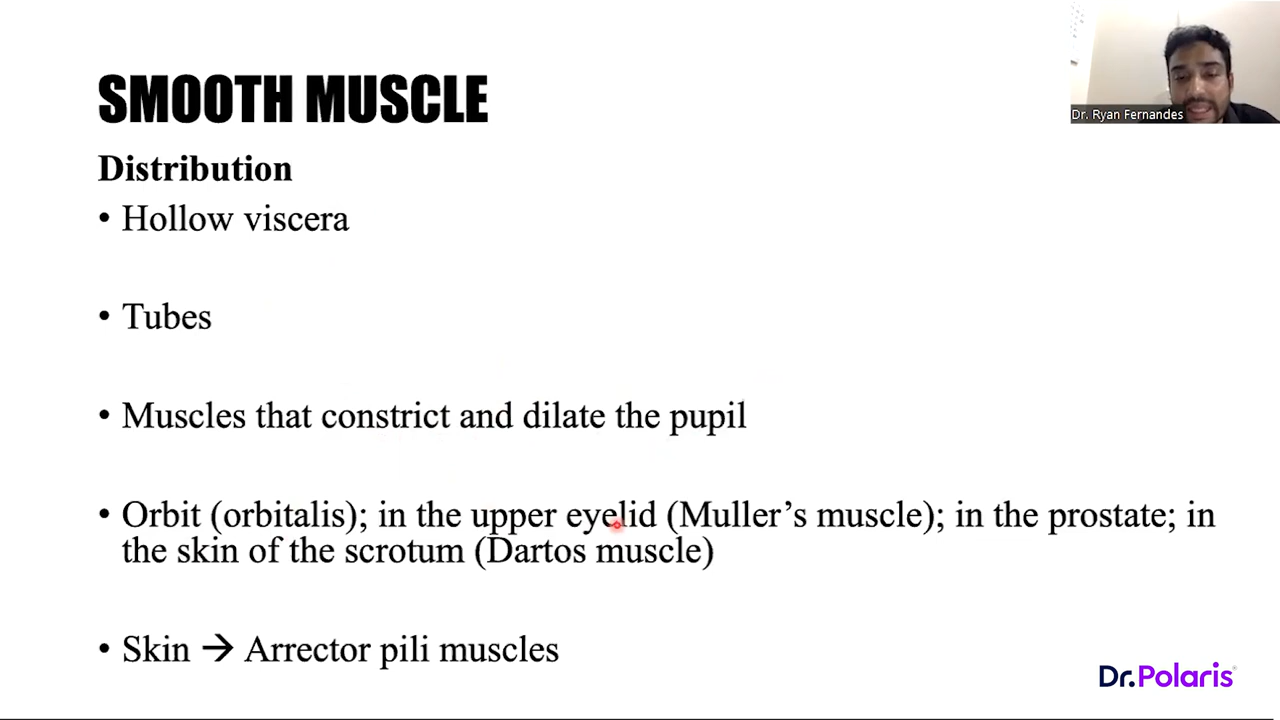 Dr. Ryan Fernandes
SMOOTH MUSCLE
Distribution
• Hollow viscera
• Tubes
• Muscles that constrict and dilate the pupil
• Orbit (orbitalis); in the upper eyelid (Muller’s muscle); in the prostate; in
the skin of the scrotum (Dartos muscle)
• Skin → Arrector pili muscles
Dr.Polaris®